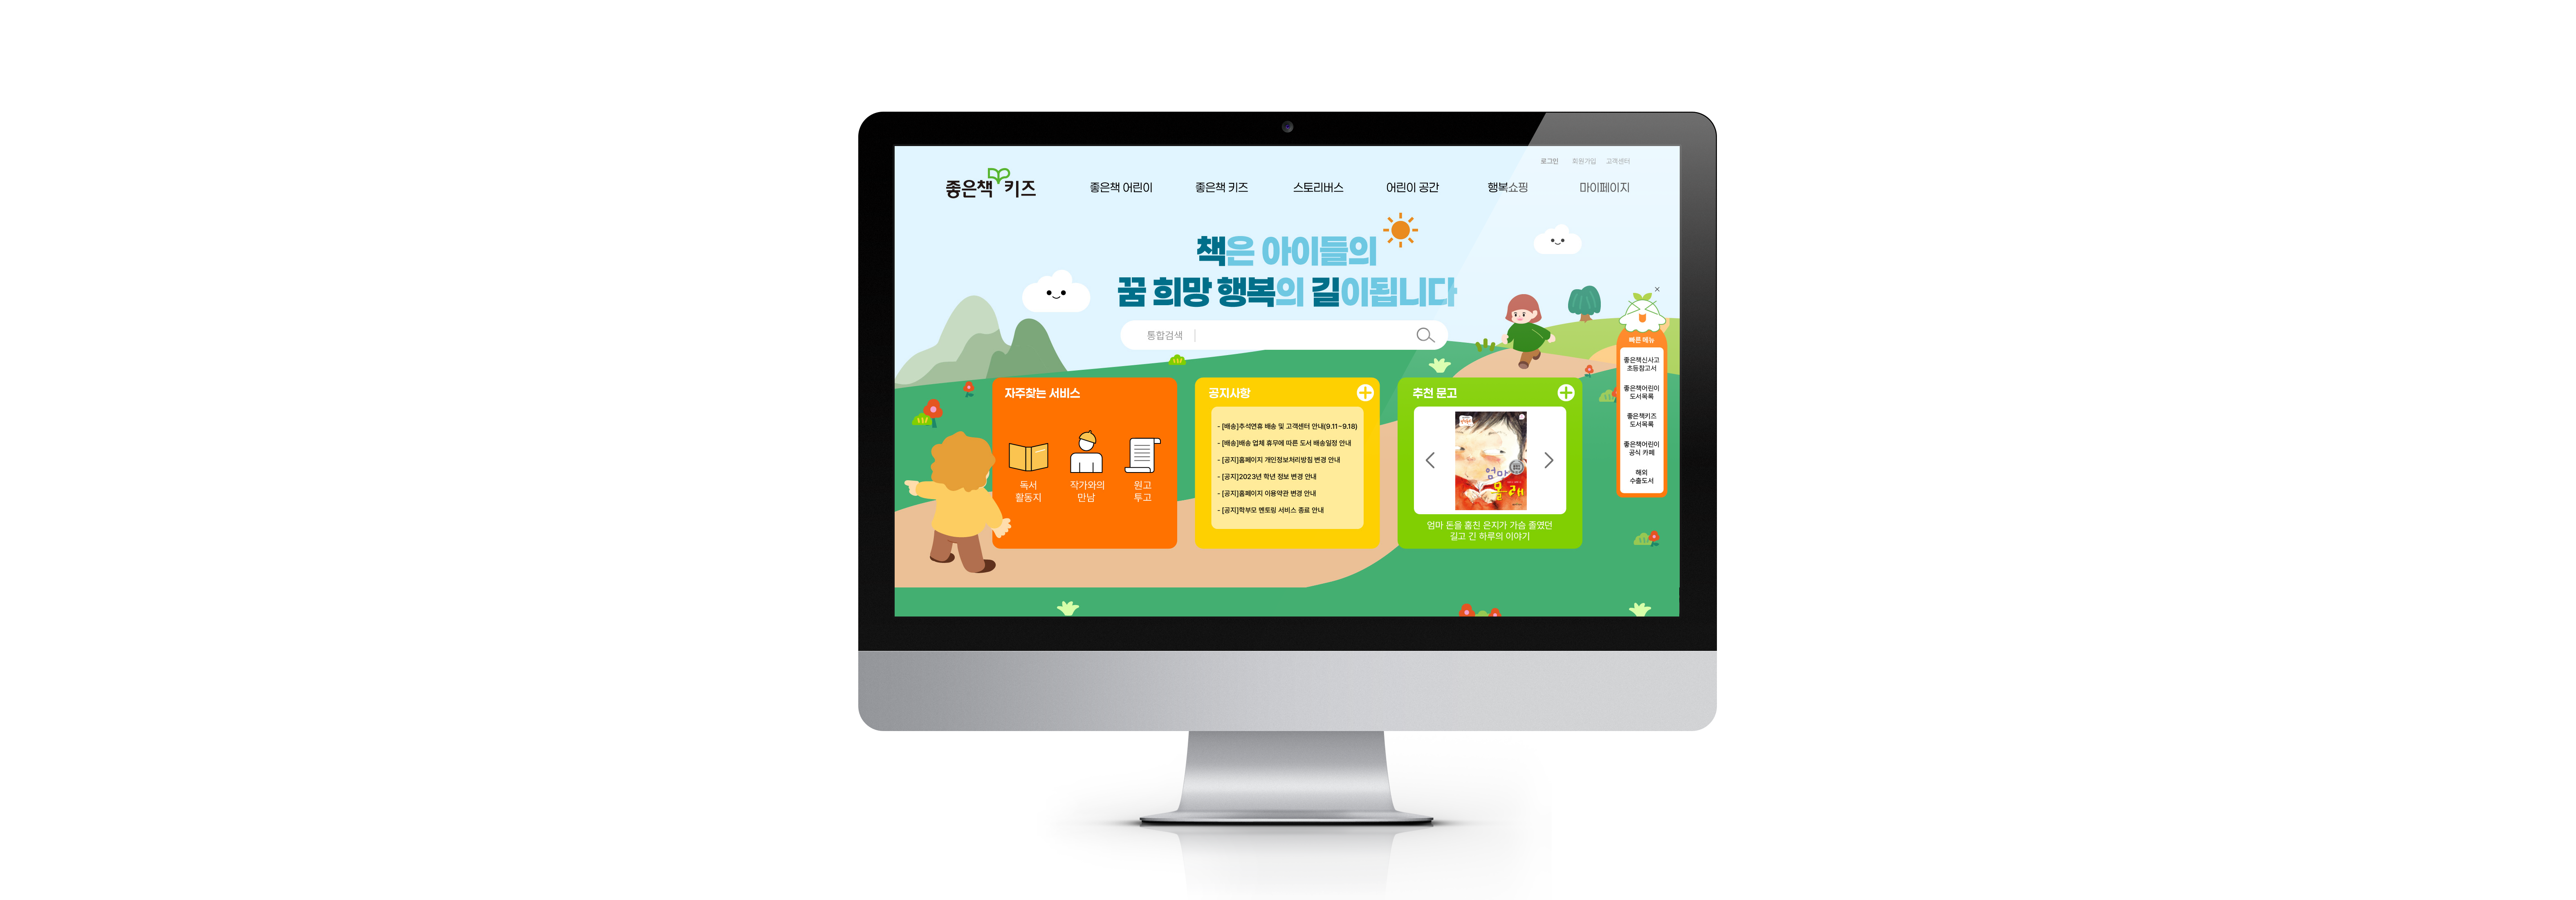 로그인 회원가입 고객센터
좋은책 키즈
좋은책 어린이 좋은책 키즈 스토리버스 어린이 공간 행복쇼핑 마이페이지
책은 아이들의
꿈 희망 행복의 길이됩니다
통합검색
자주찾는 서비스
독서
활동지
작가와의
만남
원고
투고
공지사항
- [배송]추석연휴 배송 및 고객센터 안내(9.11~9.18)
- [배송]배송 업체 휴무에 따른 도서 배송일정 안내
- [공지]홈페이지 개인정보처리방침 변경 안내
- [공지]2023년 학년 정보 변경 안내
- [공지]홈페이지 이용약관 변경 안내
- [공지]학부모 멘토링 서비스 종료 안내
추천 문고
엄마
몰래
엄마 돈을 훔친 은지가 가슴 졸였던
길고 긴 하루의 이야기
빠른 메뉴
좋은책신사고
초등참고서
좋은책어린이
도서목록
좋은책키즈
도서목록
좋은책어린이
공식 카페
해외
수출도서